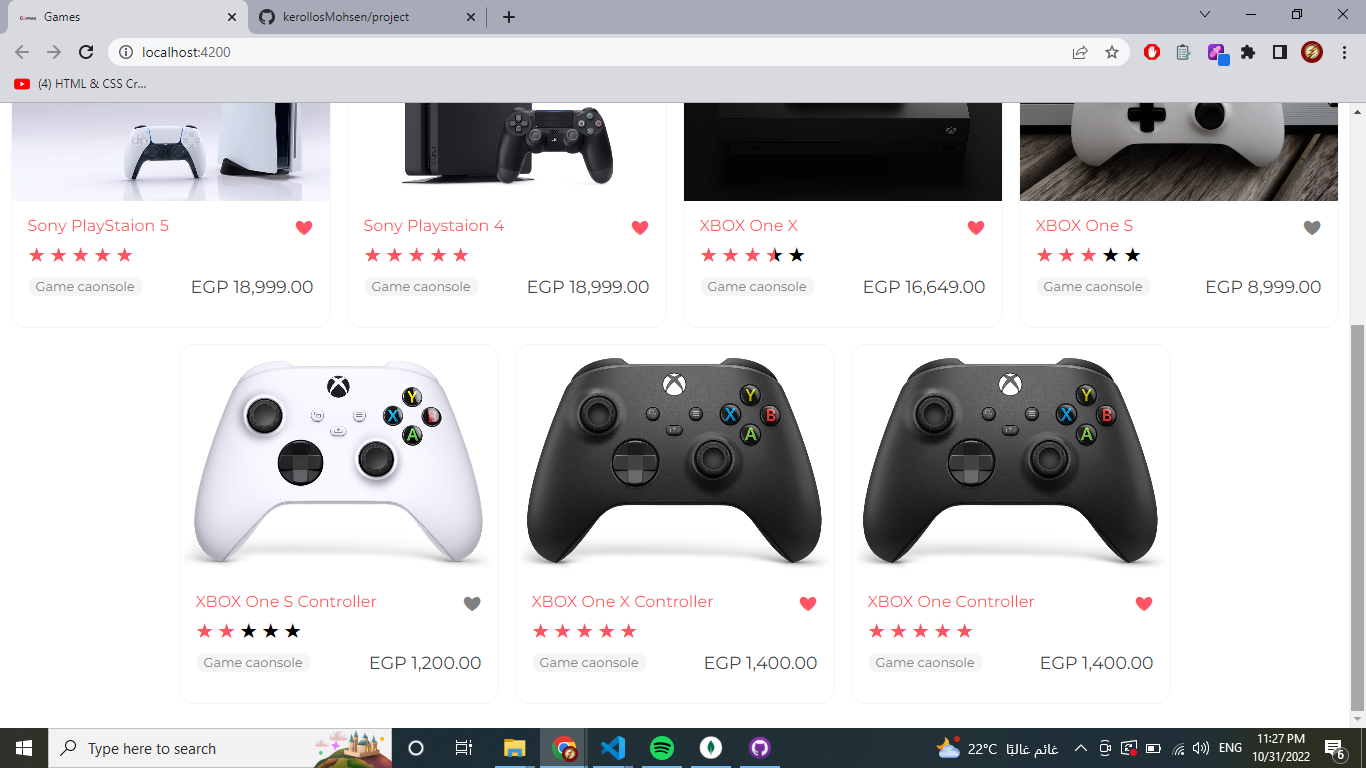 Games
kerollosMohsen/project
localhost:4200
(4) HTML & CSS Cr...
Sony PlayStaion 5
EGP 18,999.00
Game caonsole
Sony Playstaion 4
EGP 18,999.00
Game caonsole
XBOX One X
EGP 16,649.00
Game caonsole
XBOX One S
EGP 8,999.00
Game caonsole
Y
X
B
A
XBOX One S Controller
Game caonsole
EGP 1,200.00
Y
X
B
A
XBOX One X Controller
Game caonsole
EGP 1,400.00
Y
X
B
A
XBOX One Controller
Game caonsole
EGP 1,400.00
Type here to search
22°C غائم غالبًا
ENG
11:27 PM
10/31/2022
6